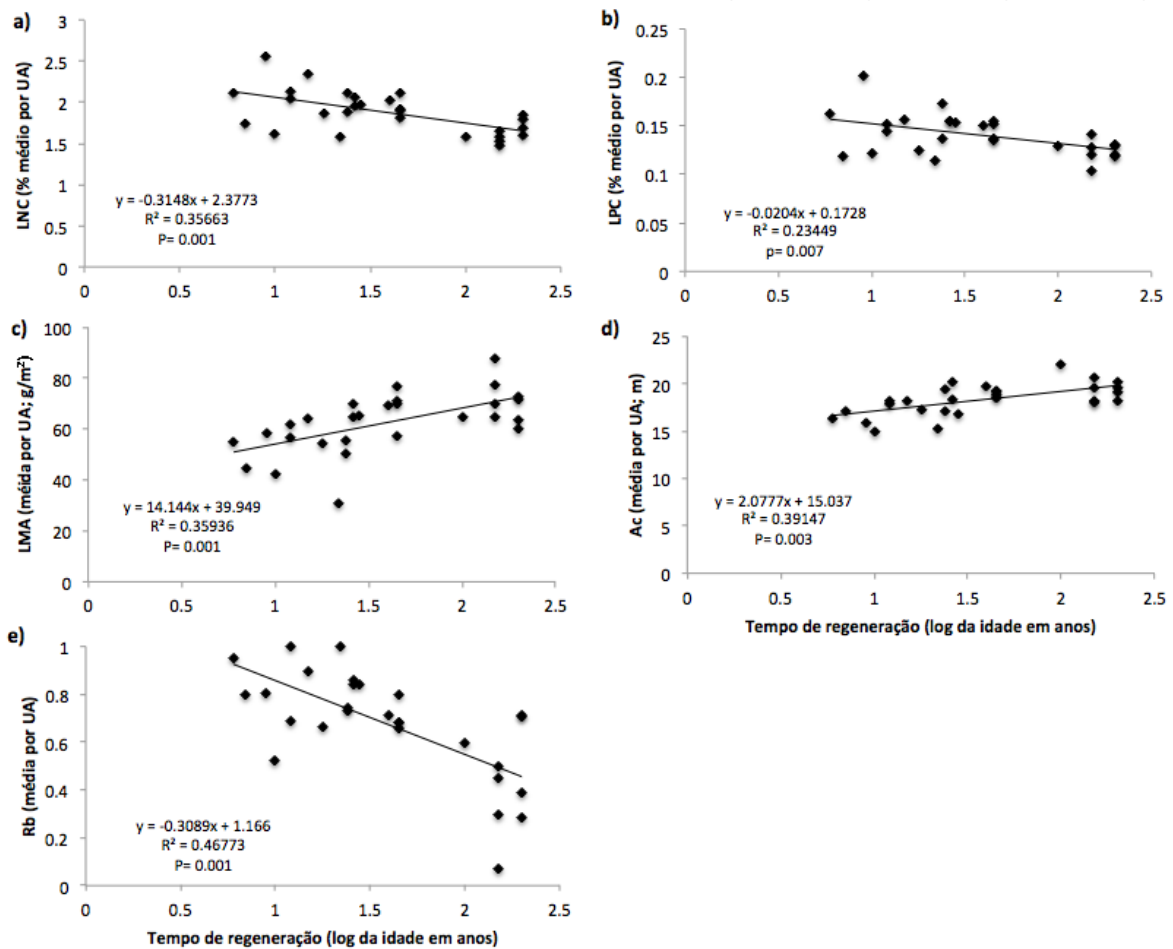 a)
LNC (% médio por UA)
3
2.5
2
1.5
1
0.5
0
y = -0.3148x + 2.3773
R² = 0.35663
P= 0.001
0 0.5 1 1.5 2 2.5
b)
LPC (% médio por UA)
0.25
0.2
0.15
0.1
0.05
0
y = -0.0204x + 0.1728
R² = 0.23449
p= 0.007
0 0.5 1 1.5 2 2.5
c)
LMA (méida por UA; g/m²)
100
80
60
40
20
0
y = 14.144x + 39.949
R² = 0.35936
P= 0.001
0 0.5 1 1.5 2 2.5
d)
Ac (média por UA; m)
25
20
15
10
5
0
y = 2.0777x + 15.037
R² = 0.39147
P= 0.003
0 0.5 1 1.5 2 2.5
Tempo de regeneração (log da idade em anos)
e)
Rb (média por UA)
1
0.8
0.6
0.4
0.2
0
y = -0.3089x + 1.166
R² = 0.46773
P= 0.001
0 0.5 1 1.5 2 2.5
Tempo de regeneração (log da idade em anos)